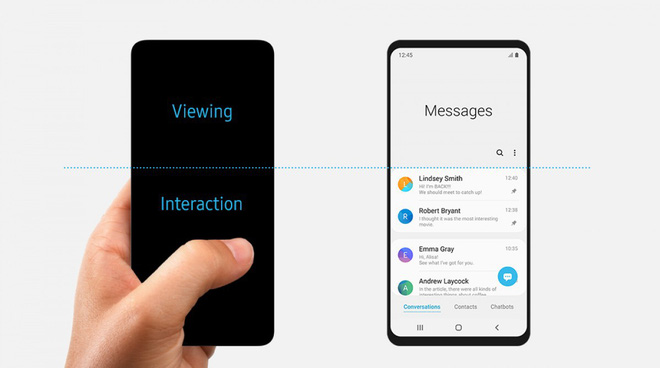 Viewing
Interaction
12:45
Messages
Lindsey Smith 12:40
Hi! I'm BACK!!!
We should meet to catch up!
L
Robert Bryant 12:39
I thought it was the most interesting
movie.
R
Emma Gray 10:35
Hi, Alisa!
See what I've got for you.
E
Andrew Laycock
In the article, there were all kinds of
interesting things about coffee
A
Conversations Contacts Chatbots